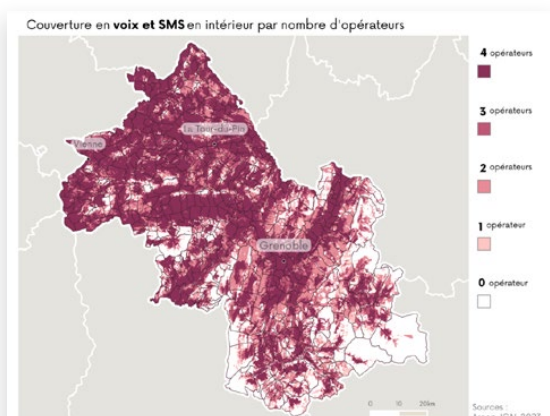 Couverture en voix et SMS en intérieur par nombre d'opérateurs
4 opérateurs
3 opérateurs
2 opérateurs
1 opérateur
0 opérateur
La Tour-du-Pin
Vienne
Grenoble
0 10 20km
Sources :